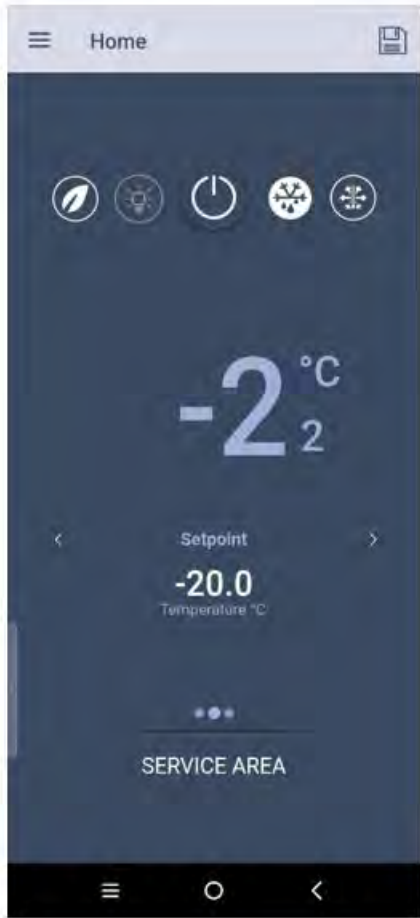 Home
-2
°C
2
Setpoint
-20.0
Temperature °C
SERVICE AREA